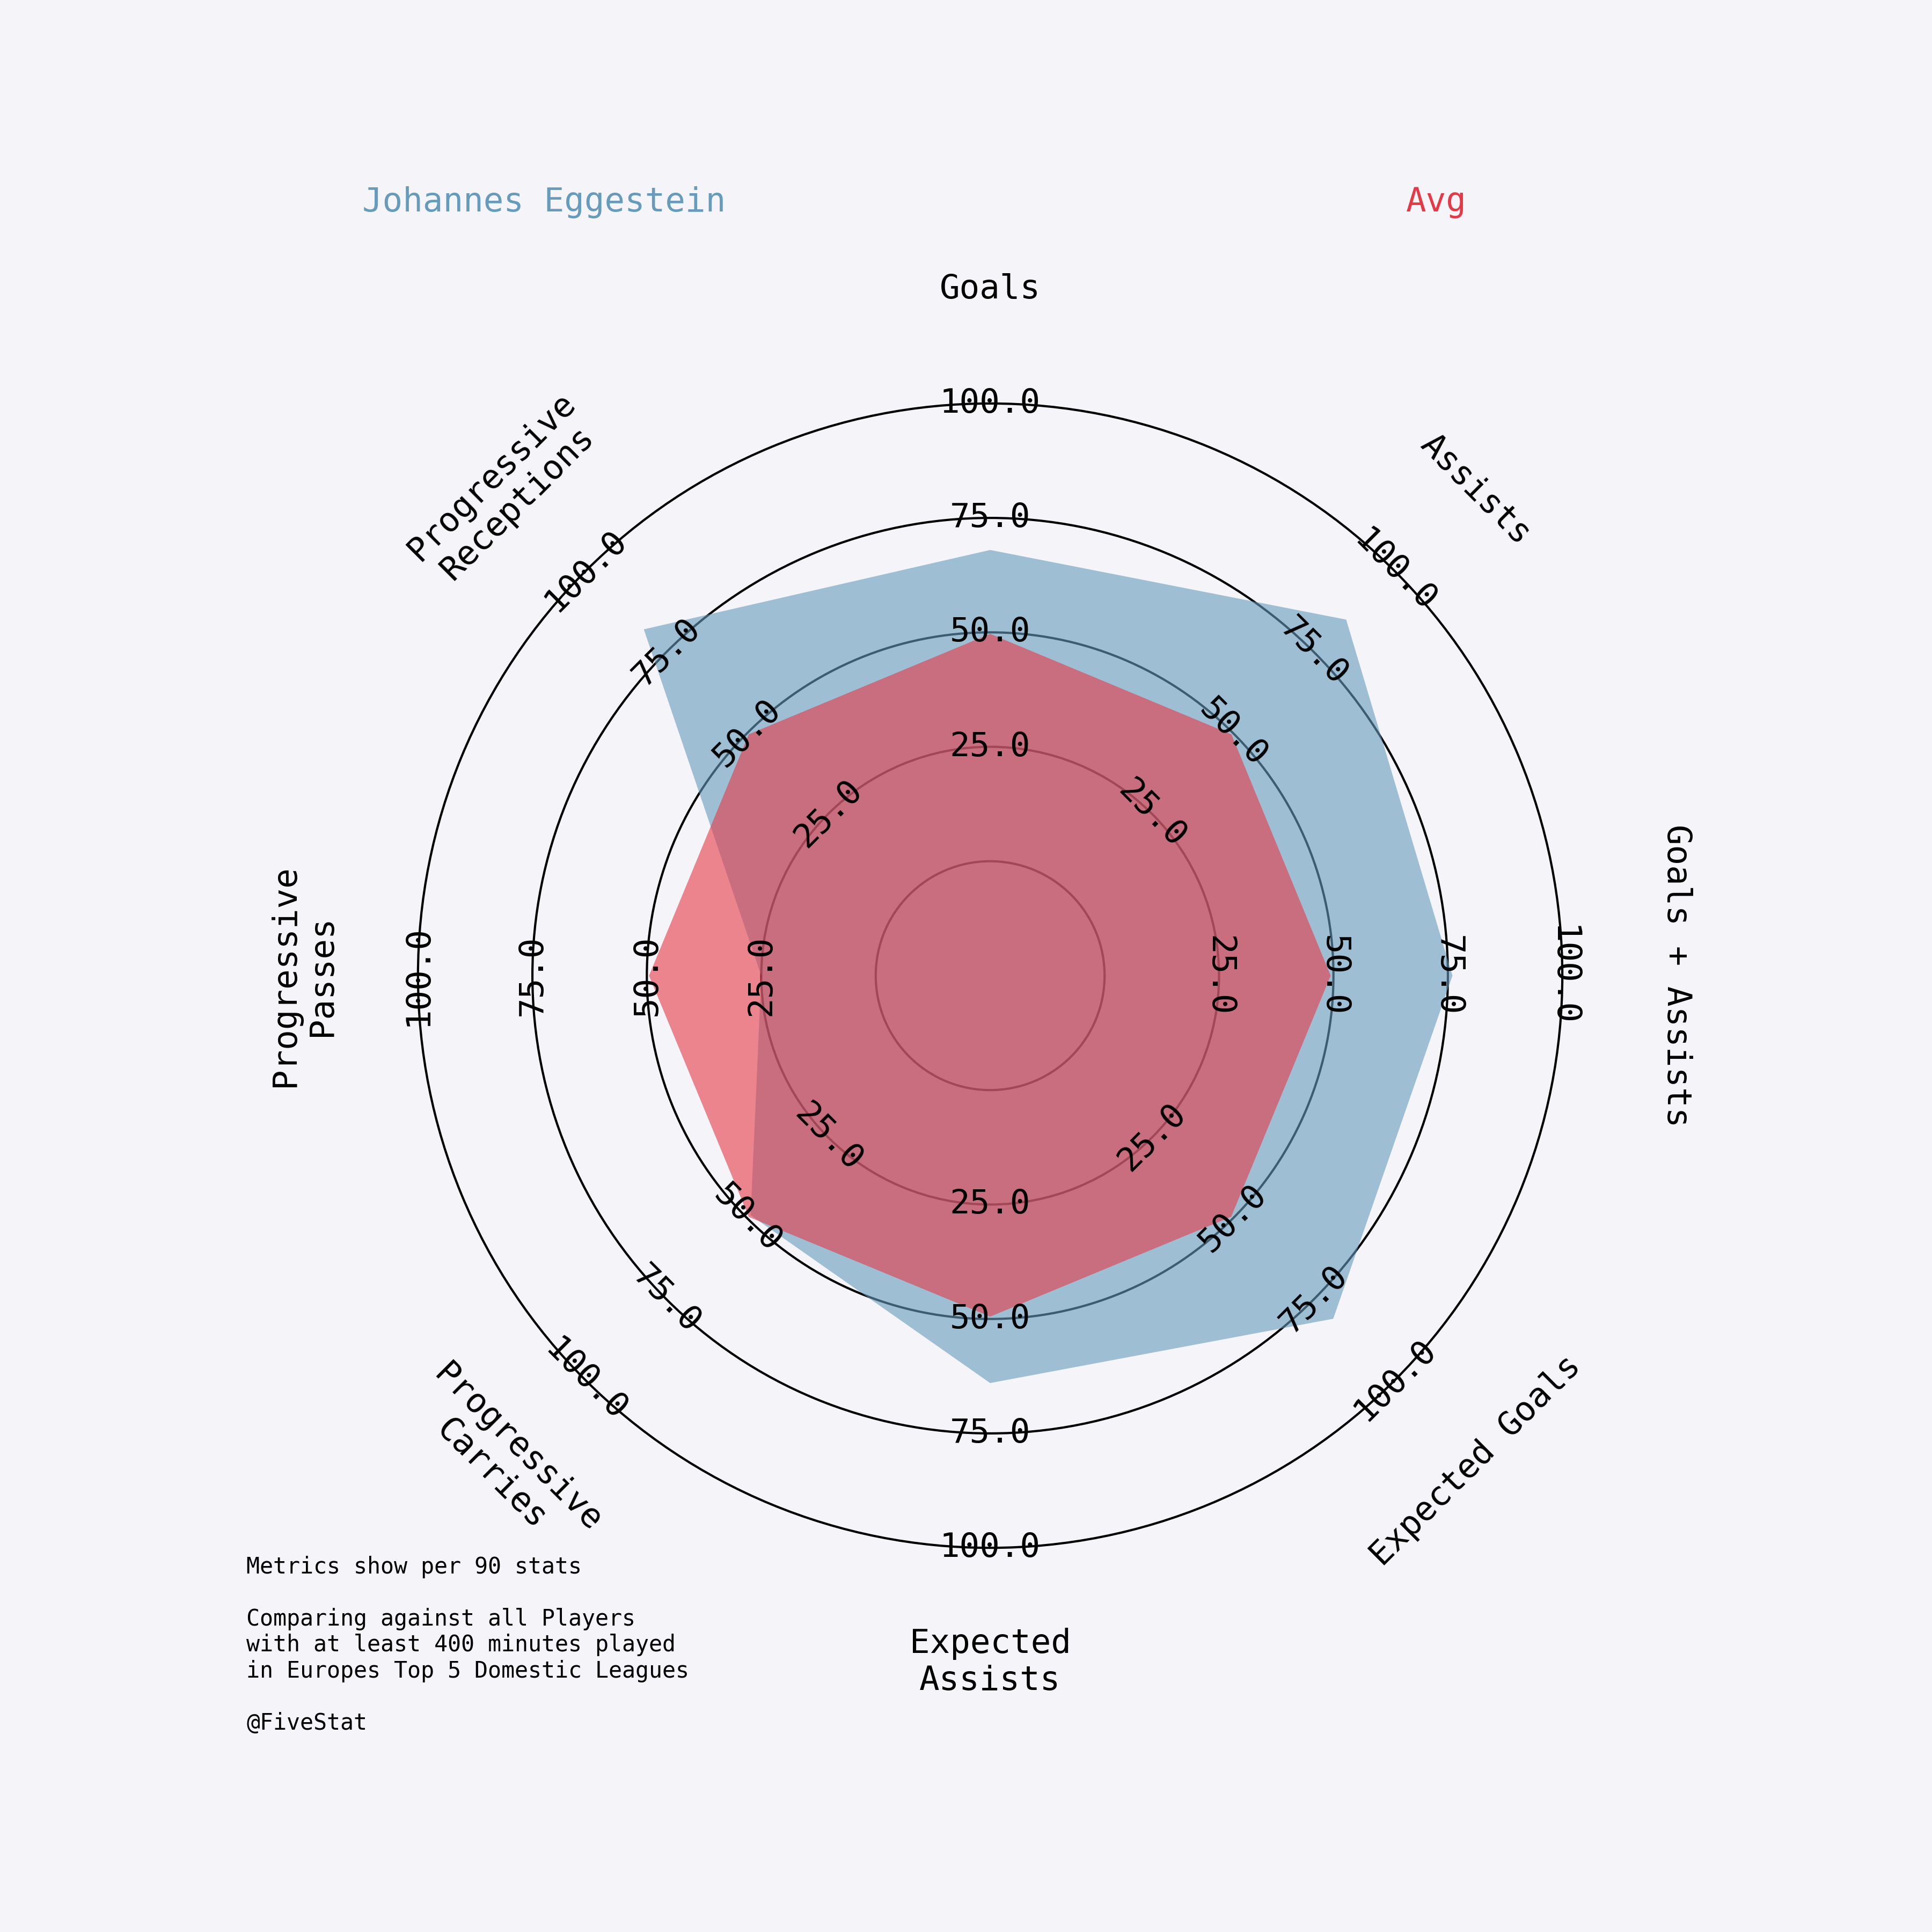 Johannes Eggestein
Avg
Goals
Assists
Goals + Assists
Expected Goals
Expected
Assists
Progressive
Carries
Progressive
Passes
Progressive
Receptions
25.0
50.0
75.0
100.0
25.0
50.0
75.0
100.0
25.0
50.0
75.0
100.0
25.0
50.0
75.0
100.0
25.0
50.0
75.0
100.0
25.0
50.0
75.0
100.0
25.0
50.0
75.0
100.0
25.0
50.0
75.0
100.0
Metrics show per 90 stats
Comparing against all Players
with at least 400 minutes played
in Europes Top 5 Domestic Leagues
@FiveStat